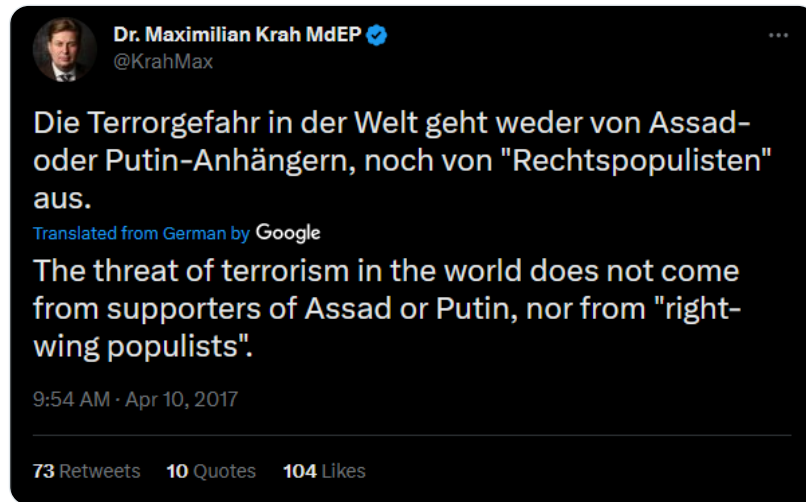 Dr. Maximilian Krah MdEP
@KrahMax
Die Terrorgefahr in der Welt geht weder von Assad-
oder Putin-Anhängern, noch von "Rechtspopulisten"
aus.
Translated from German by Google
The threat of terrorism in the world does not come
from supporters of Assad or Putin, nor from "right-
wing populists".
9:54 AM · Apr 10, 2017
73 Retweets 10 Quotes 104 Likes